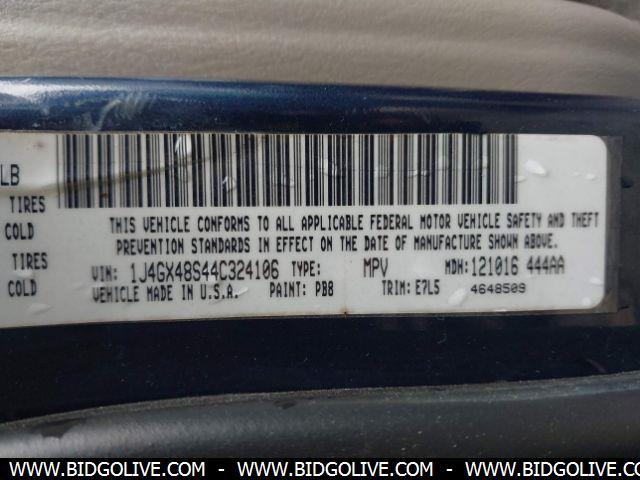 LB
TIRES
COLD
TIRES
COLD
THIS VEHICLE CONFORMS TO ALL APPLICABLE FEDERAL MOTOR VEHICLE SAFETY AND THEFT
PREVENTION STANDARDS IN EFFECT ON THE DATE OF MANUFACTURE SHOWN ABOVE.
VIN: 1J4GX48S44C324106 TYPE: MPV MDH:121016 444AA
VEHICLE MADE IN U.S.A. PAINT: PB8 TRIM: E7L5 4648509
WWW.BIDGOLIVE.COM - WWW.BIDGOLIVE.COM - WWW.BIDGOLIVE.COM